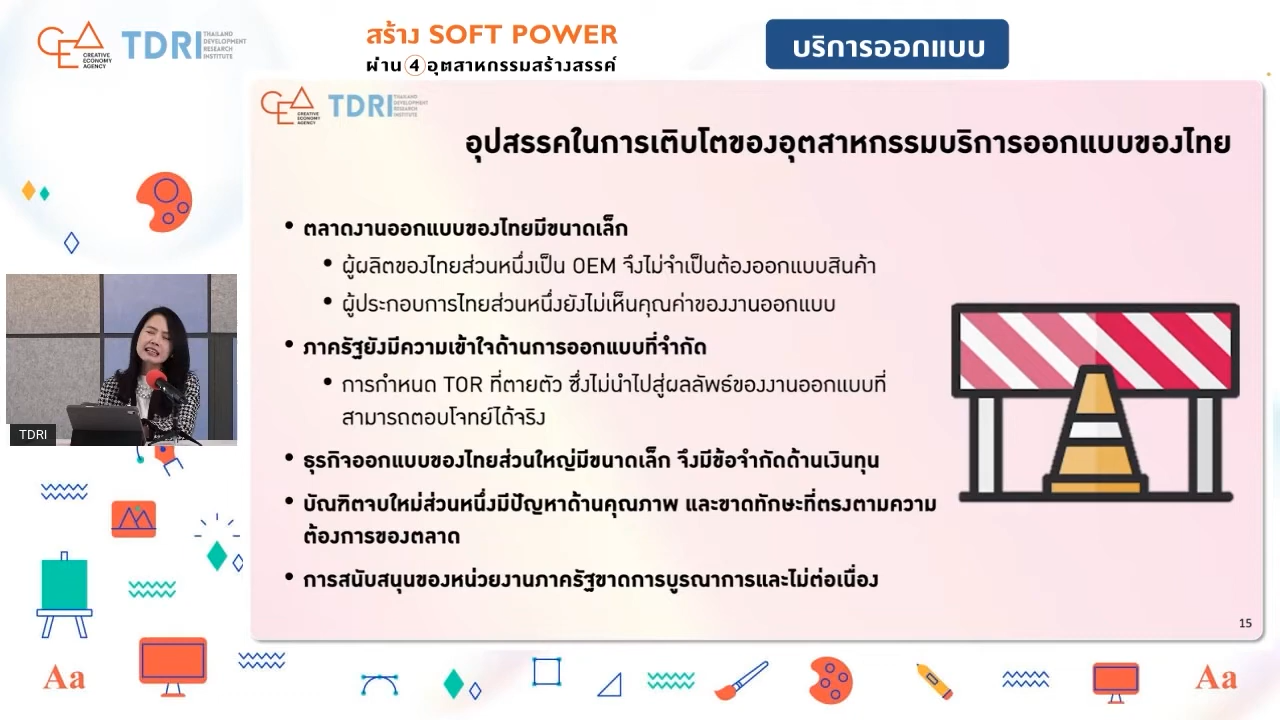 CEA
CREATIVE
ECONOMY
AGENCY
TDRI
THAILAND
DEVELOPMENT
RESEARCH
INSTITUTE
สร้าง SOFT POWER
ผ่าน 4 อุตสาหกรรมสร้างสรรค์
บริการออกแบบ
CEA
CREATIVE
ECONOMY
AGENCY
TDRI
THAILAND
DEVELOPMENT
RESEARCH
INSTITUTE
อุปสรรคในการเติบโตของอุตสาหกรรมบริการออกแบบของไทย
• ตลาดงานออกแบบของไทยมีขนาดเล็ก
• ผู้ผลิตของไทยส่วนหนึ่งเป็น OEM จึงไม่จำเป็นต้องออกแบบสินค้า
• ผู้ประกอบการไทยส่วนหนึ่งยังไม่เห็นคุณค่าของงานออกแบบ
• ภาครัฐยังมีความเข้าใจด้านการออกแบบที่จำกัด
• การกำหนด TOR ที่ตายตัว ซึ่งไม่นำไปสู่ผลลัพธ์ของงานออกแบบที่
สามารถตอบโจทย์ได้จริง
• ธุรกิจออกแบบของไทยส่วนใหญ่มีขนาดเล็ก จึงมีข้อจำกัดด้านเงินทุน
• บัณฑิตจบใหม่ส่วนหนึ่งมีปัญหาด้านคุณภาพ และขาดทักษะที่ตรงตามความ
ต้องการของตลาด
• การสนับสนุนของหน่วยงานภาครัฐขาดการบูรณาการและไม่ต่อเนื่อง
15
TDRI
Aa
Aa